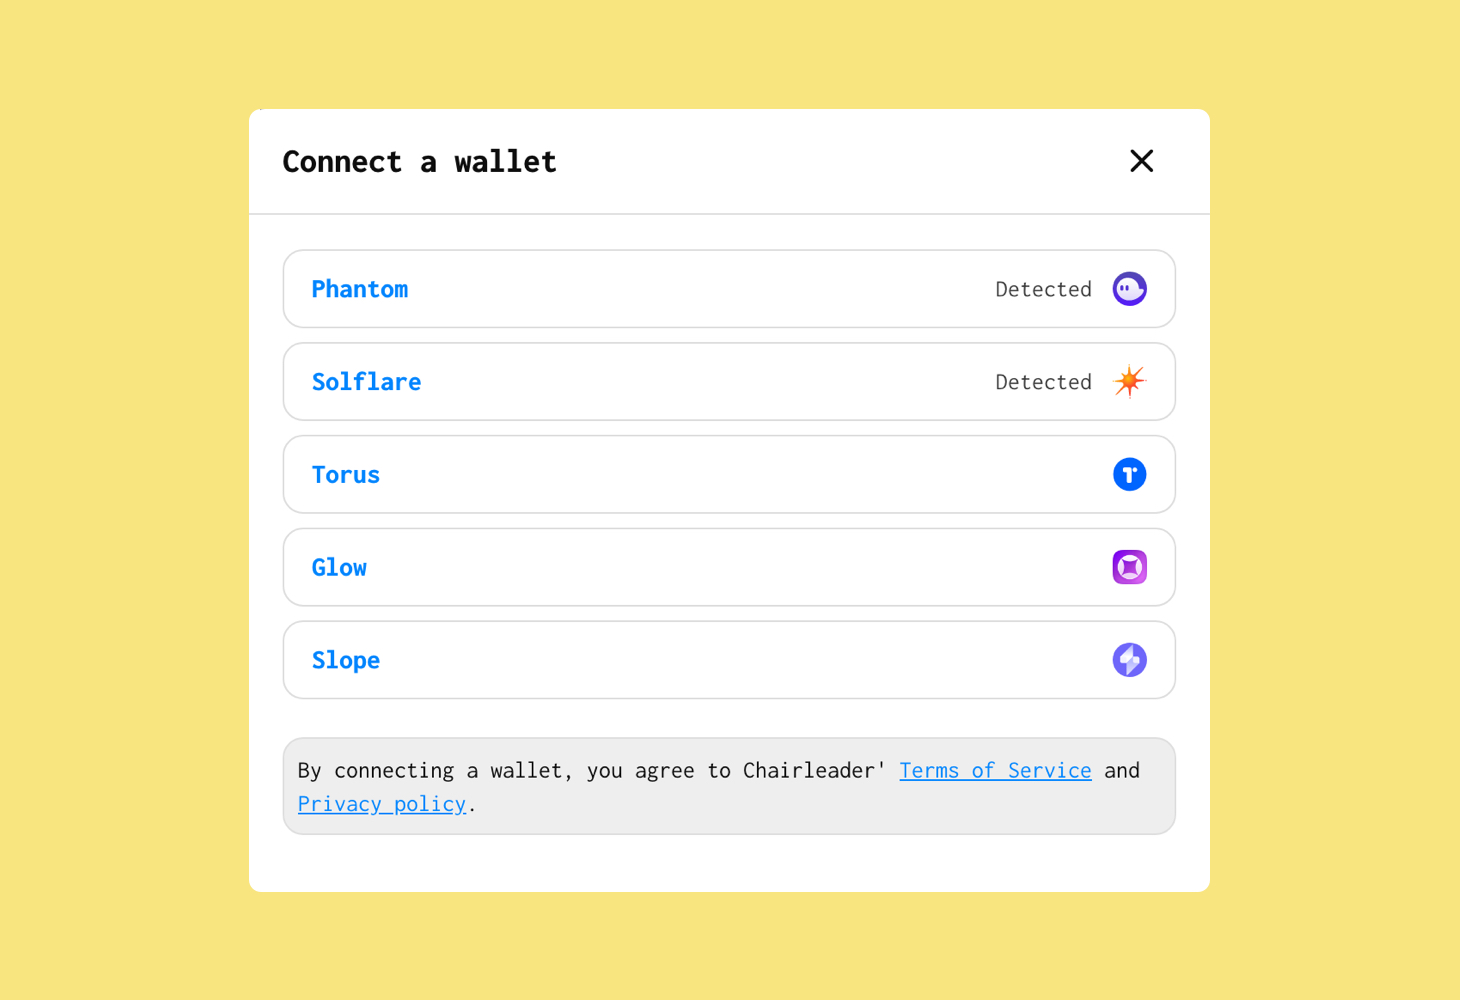 Connect a wallet
Phantom Detected
Solflare Detected
Torus
Glow
Slope
By connecting a wallet, you agree to Chairleader' Terms of Service and
Privacy policy.